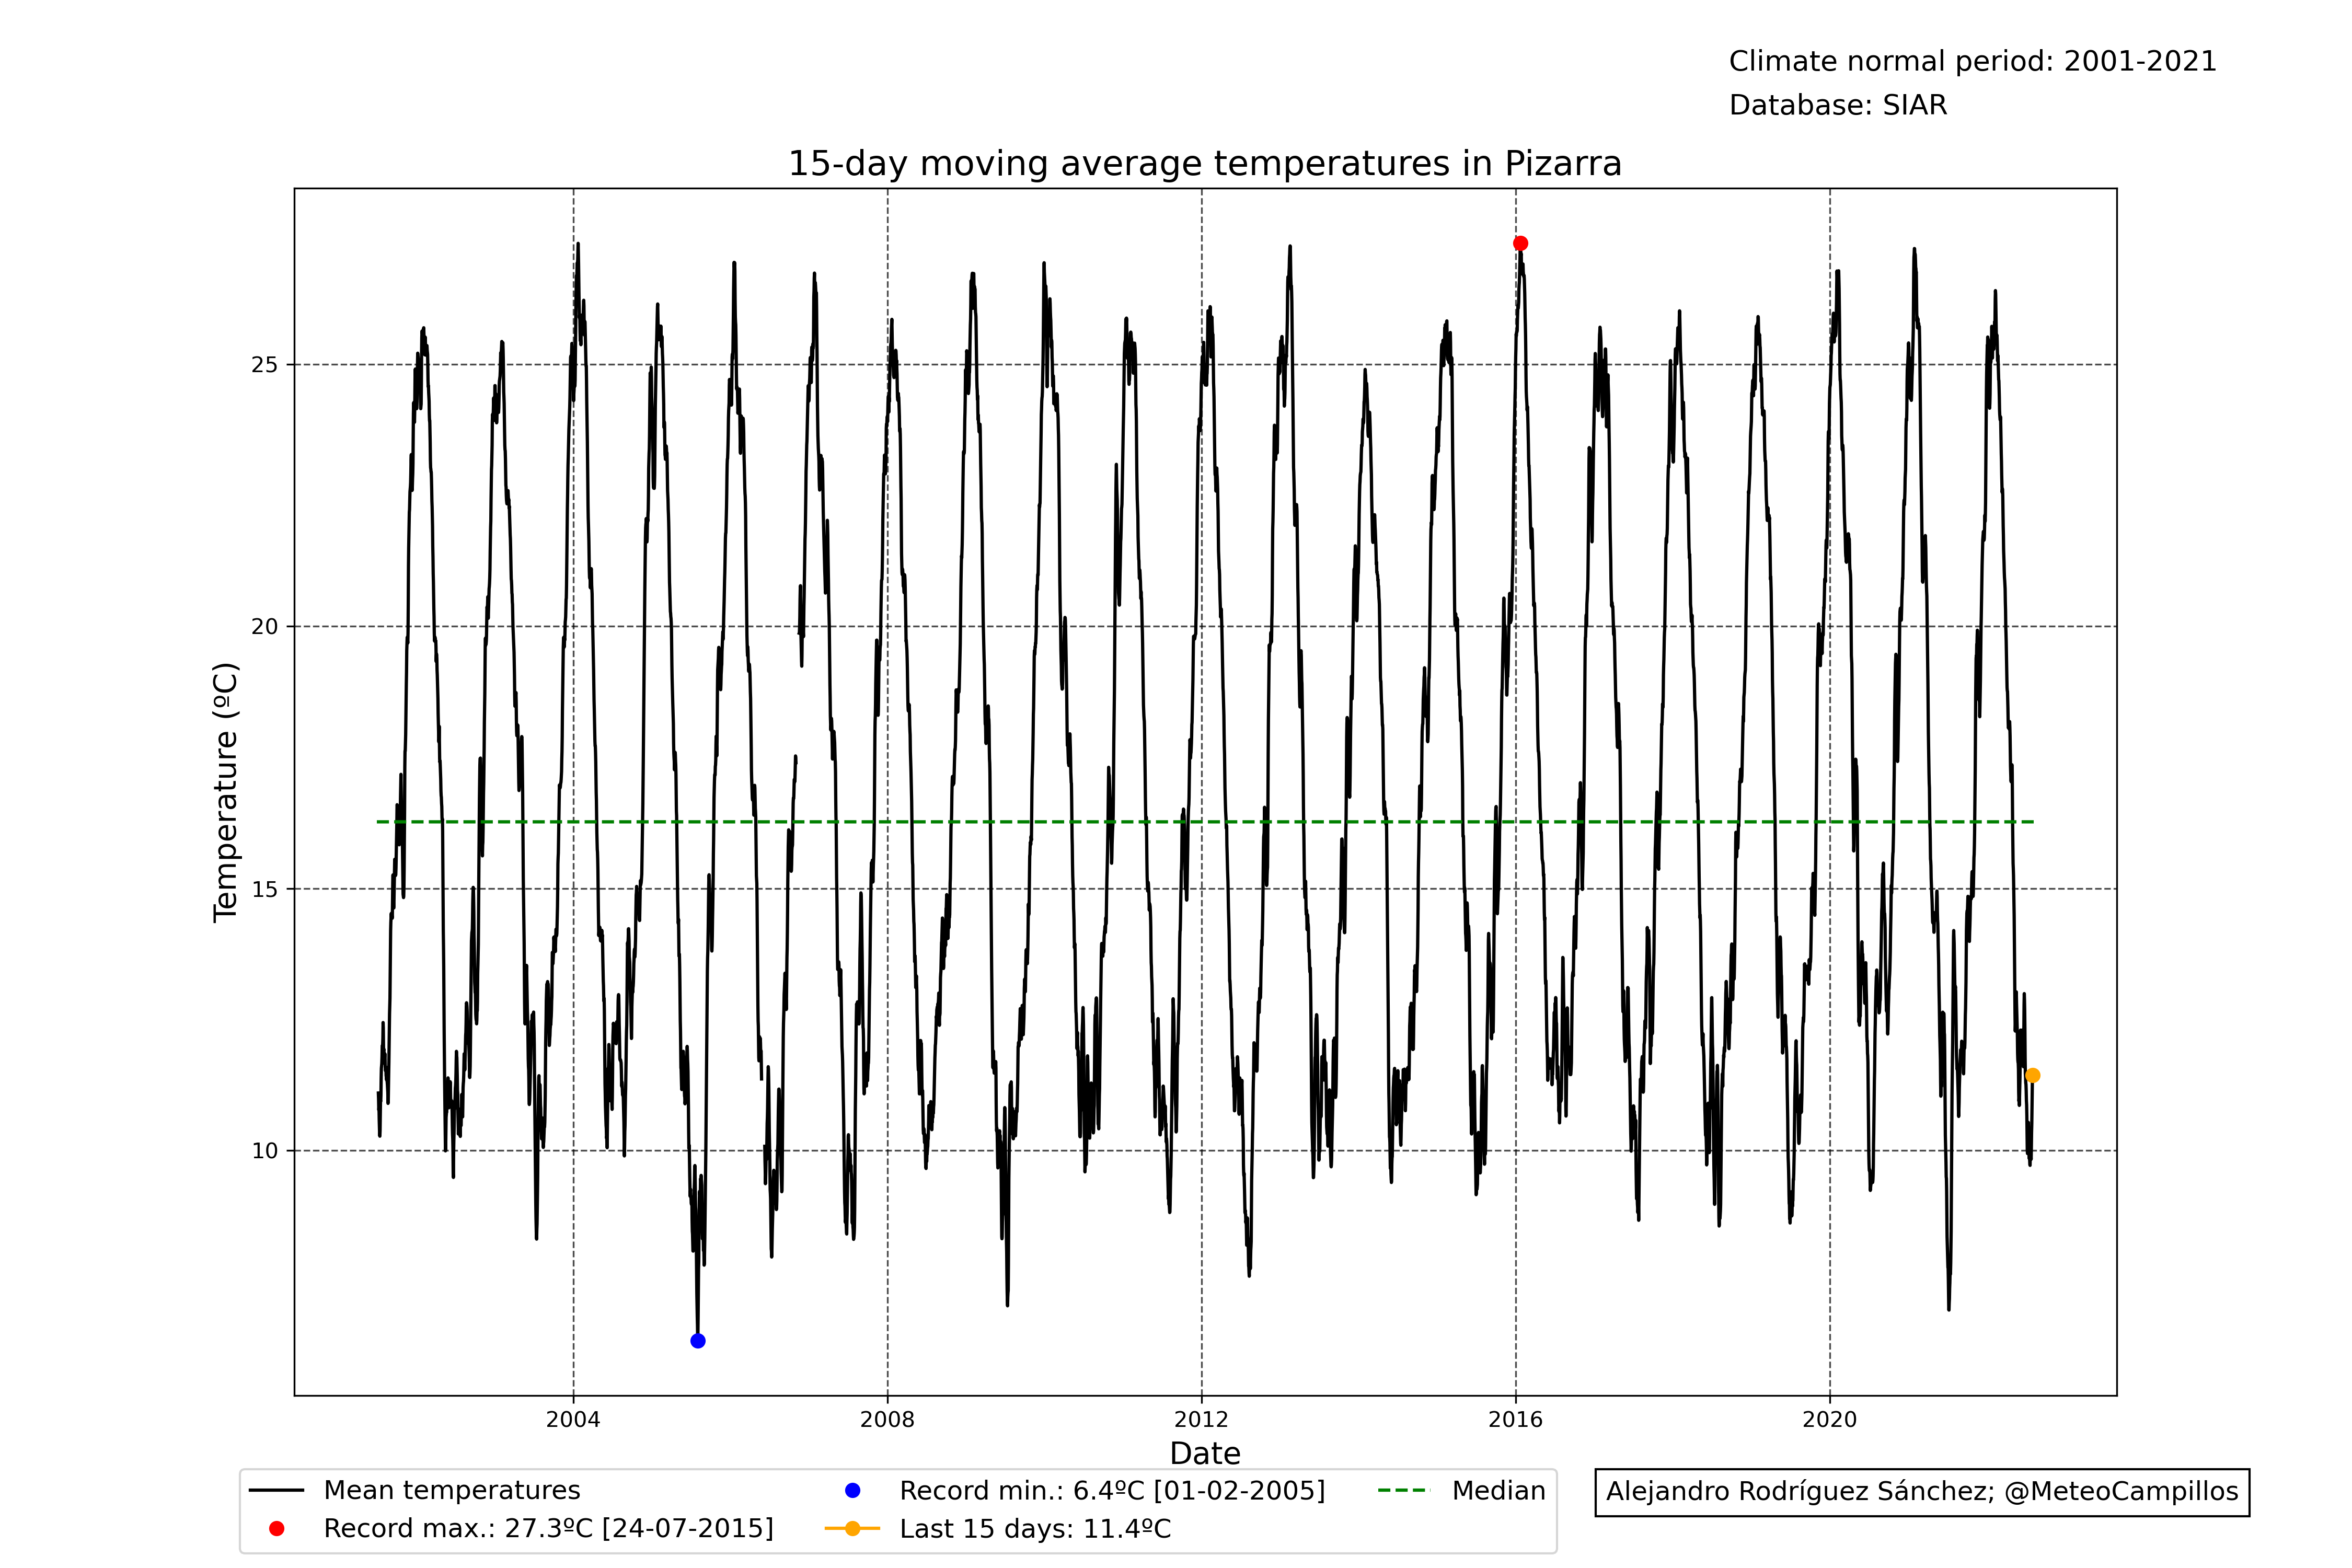 Climate normal period: 2001-2021
Database: SIAR
15-day moving average temperatures in Pizarra
Temperature (ºC)
25
20
15
10
2004 2008 2012 2016 2020
Date
Mean temperatures
Record max.: 27.3ºC [24-07-2015]
Record min.: 6.4ºC [01-02-2005]
Last 15 days: 11.4ºC
Median
Alejandro Rodríguez Sánchez; @MeteoCampillos